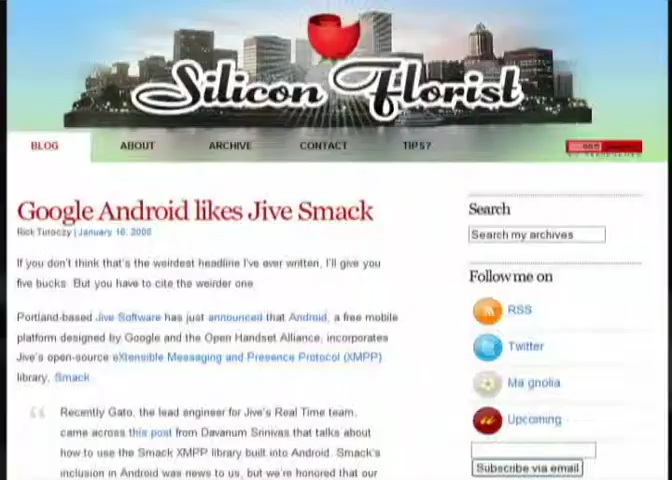 Silicon Florist
BLOG
ABOUT
ARCHIVE
CONTACT
TIPS?
Google Android likes Jive Smack
Rick Turoczy | January 16, 2008
If you don't think that's the weirdest headline I've ever written, I'll give you
five bucks. But you have to cite the weirder one.
Portland-based Jive Software has just announced that Android, a free mobile
platform designed by Google and the Open Handset Alliance, incorporates
Jive's open-source eXtensible Messaging and Presence Protocol (XMPP)
library, Smack
Recently Gato, the lead engineer for Jive's Real Time team,
came across this post from Davanum Srinivas that talks about
how to use the Smack XMPP library built into Android. Smack's
inclusion in Android was news to us, but we're honored that our
Search
Search my archives
Follow me on
RSS
Twitter
Ma gnolia
Upcoming
Subscribe via email